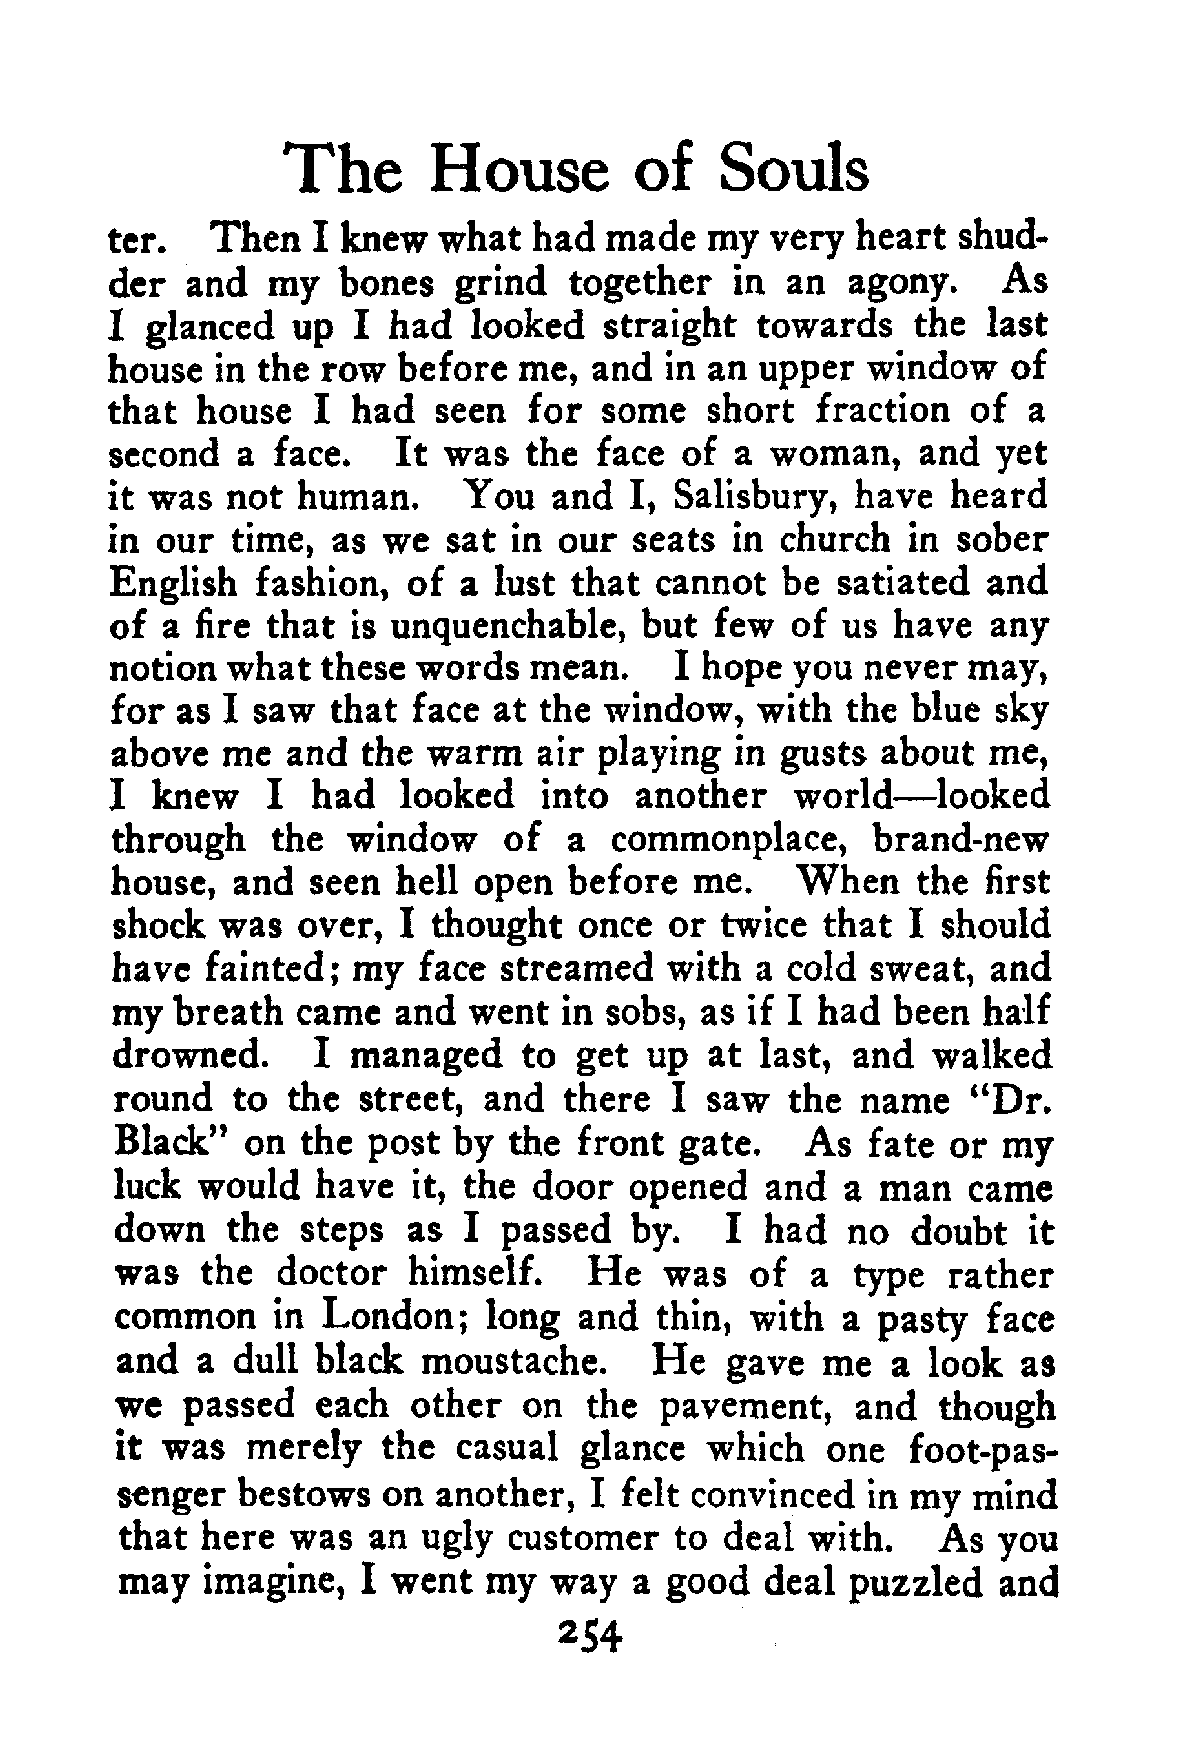 The House of Souls
ter. Then I knew what had made my very heart shud-
der and my bones grind together in an agony. As
I glanced up I had looked straight towards the last
house in the row before me, and in an upper window of
that house I had seen for some short fraction of a
second a face. It was the face of a woman, and yet
it was not human. You and I, Salisbury, have heard
in our time, as we sat in our seats in church in sober
English fashion, of a lust that cannot be satiated and
of a fire that is unquenchable, but few of us have any
notion what these words mean. I hope you never may,
for as I saw that face at the window, with the blue sky
above me and the warm air playing in gusts about me,
I knew I had looked into another world—looked
through the window of a commonplace, brand-new
house, and seen hell open before me. When the first
shock was over, I thought once or twice that I should
have fainted; my face streamed with a cold sweat, and
my breath came and went in sobs, as if I had been half
drowned. I managed to get up at last, and walked
round to the street, and there I saw the name “Dr.
Black” on the post by the front gate. As fate or my
luck would have it, the door opened and a man came
down the steps as I passed by. I had no doubt it
was the doctor himself. He was of a type rather
common in London; long and thin, with a pasty face
and a dull black moustache. He gave me a look as
we passed each other on the pavement, and though
it was merely the casual glance which one foot-pas-
senger bestows on another, I felt convinced in my mind
that here was an ugly customer to deal with. As you
may imagine, I went my way a good deal puzzled and
254